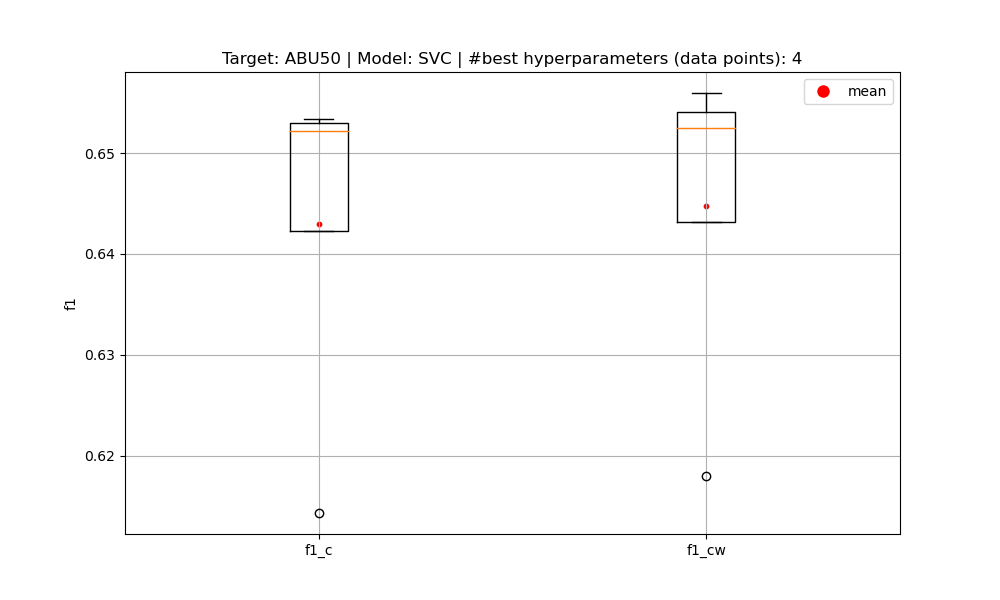 Target: ABU50 | Model: SVC | #best hyperparameters (data points): 4
mean
0.65
0.64
0.63
0.62
f1
f1_c
f1_cw